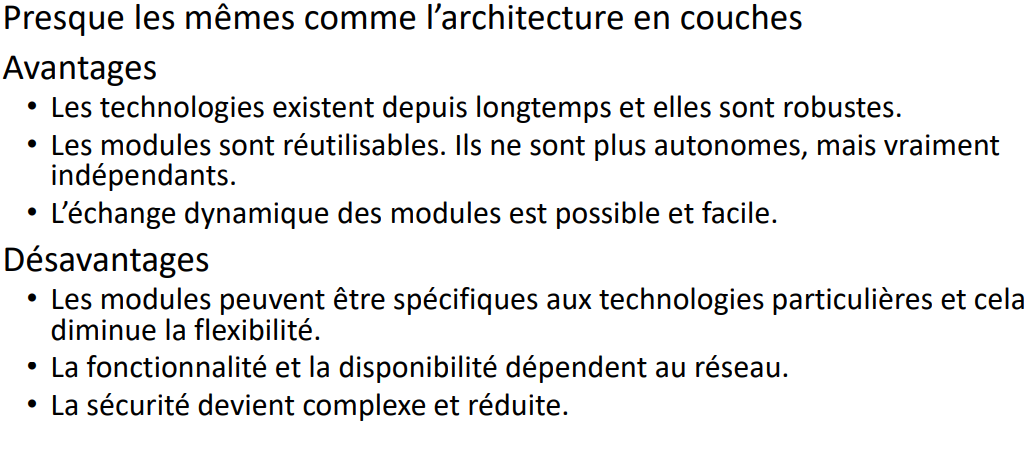 Presque les mêmes comme l’architecture en couches
Avantages
• Les technologies existent depuis longtemps et elles sont robustes.
• Les modules sont réutilisables. Ils ne sont plus autonomes, mais vraiment
indépendants.
• L’échange dynamique des modules est possible et facile.
Désavantages
• Les modules peuvent être spécifiques aux technologies particulières et cela
diminue la flexibilité.
• La fonctionnalité et la disponibilité dépendent au réseau.
• La sécurité devient complexe et réduite.